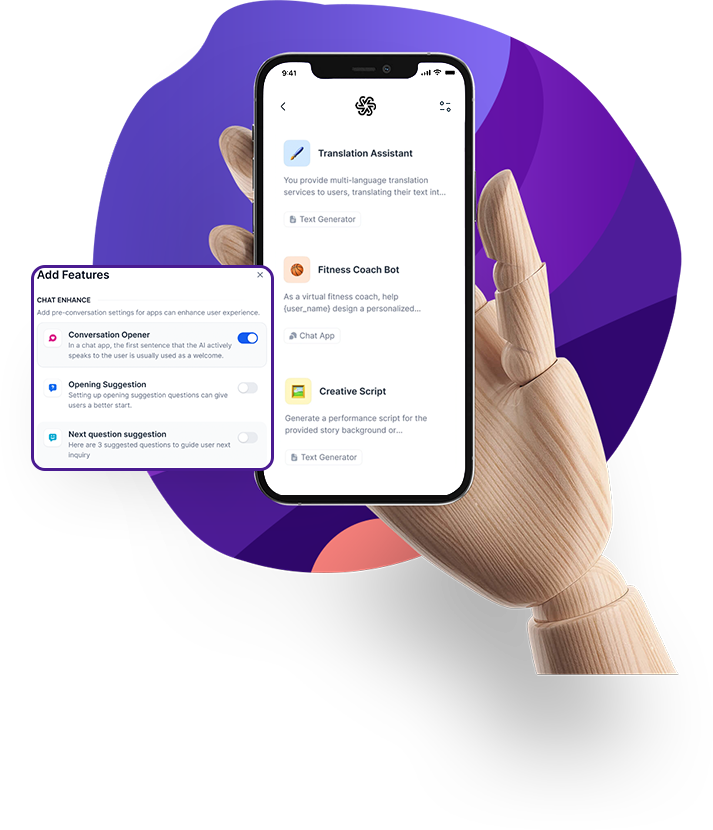 9:41
Translation Assistant
You provide multi-language translation
services to users, translating their text int...
Text Generator
Fitness Coach Bot
As a virtual fitness coach, help
{user_name} design a personalized...
Chat App
Creative Script
Generate a performance script for the
provided story background or...
Text Generator
Add Features
CHAT ENHANCE
Add pre-conversation settings for apps can enhance user experience.
Conversation Opener
In a chat app, the first sentence that the AI actively
speaks to the user is usually used as a welcome.
Opening Suggestion
Setting up opening suggestion questions can give
users a better start.
Next question suggestion
Here are 3 suggested questions to guide user next
inquiry